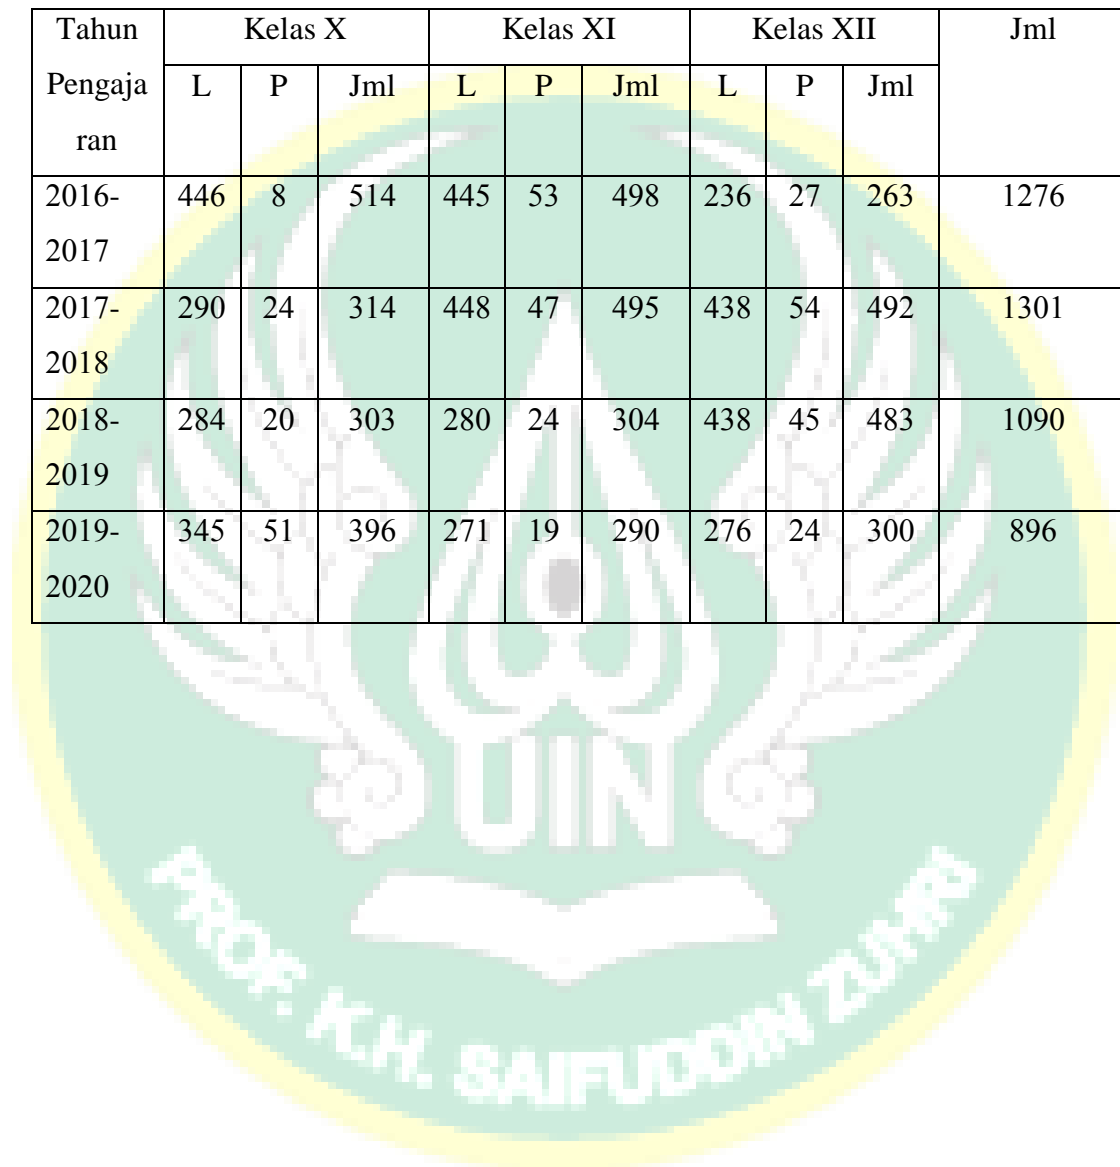 Tahun Kelas X Kelas XI Kelas XII Jml
Pengaja L P Jml L P Jml L P Jml
ran
2016- 446 8 514 445 53 498 236 27 263 1276
2017
2017- 290 24 314 448 47 495 438 54 492 1301
2018
2018- 284 20 303 280 24 304 438 45 483 1090
2019
2019- 345 51 396 271 19 290 276 24 300 896
2020
UIN
PROF. K.H. SAIFUDDIN ZUHRI